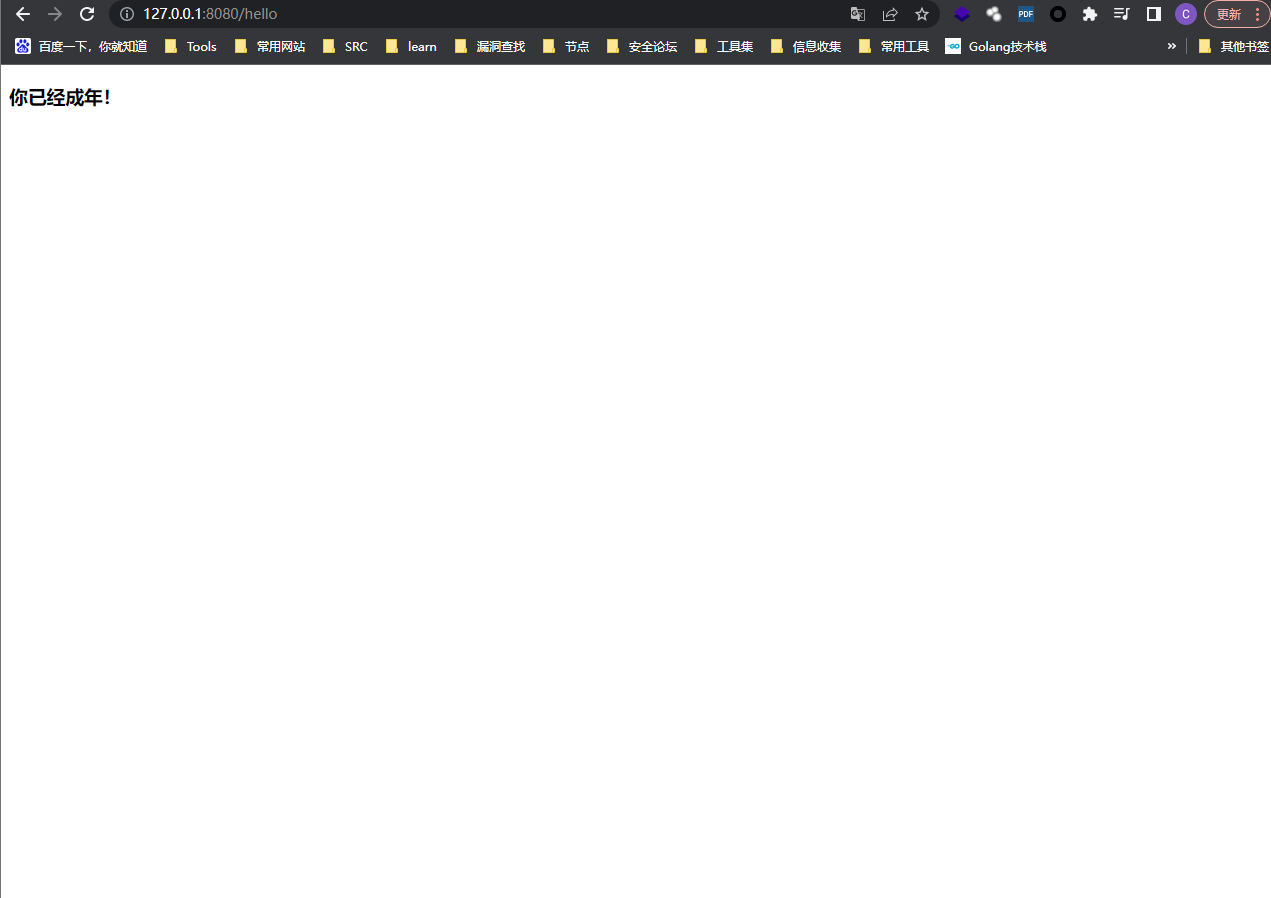 127.0.0.1:8080/hello PDF C 更新
百度一下，你就知道 Tools 常用网站 SRC learn 漏洞查找 节点 安全论坛 工具集 信息收集 常用工具 Golang技术栈 » 其他书签
你已经成年！